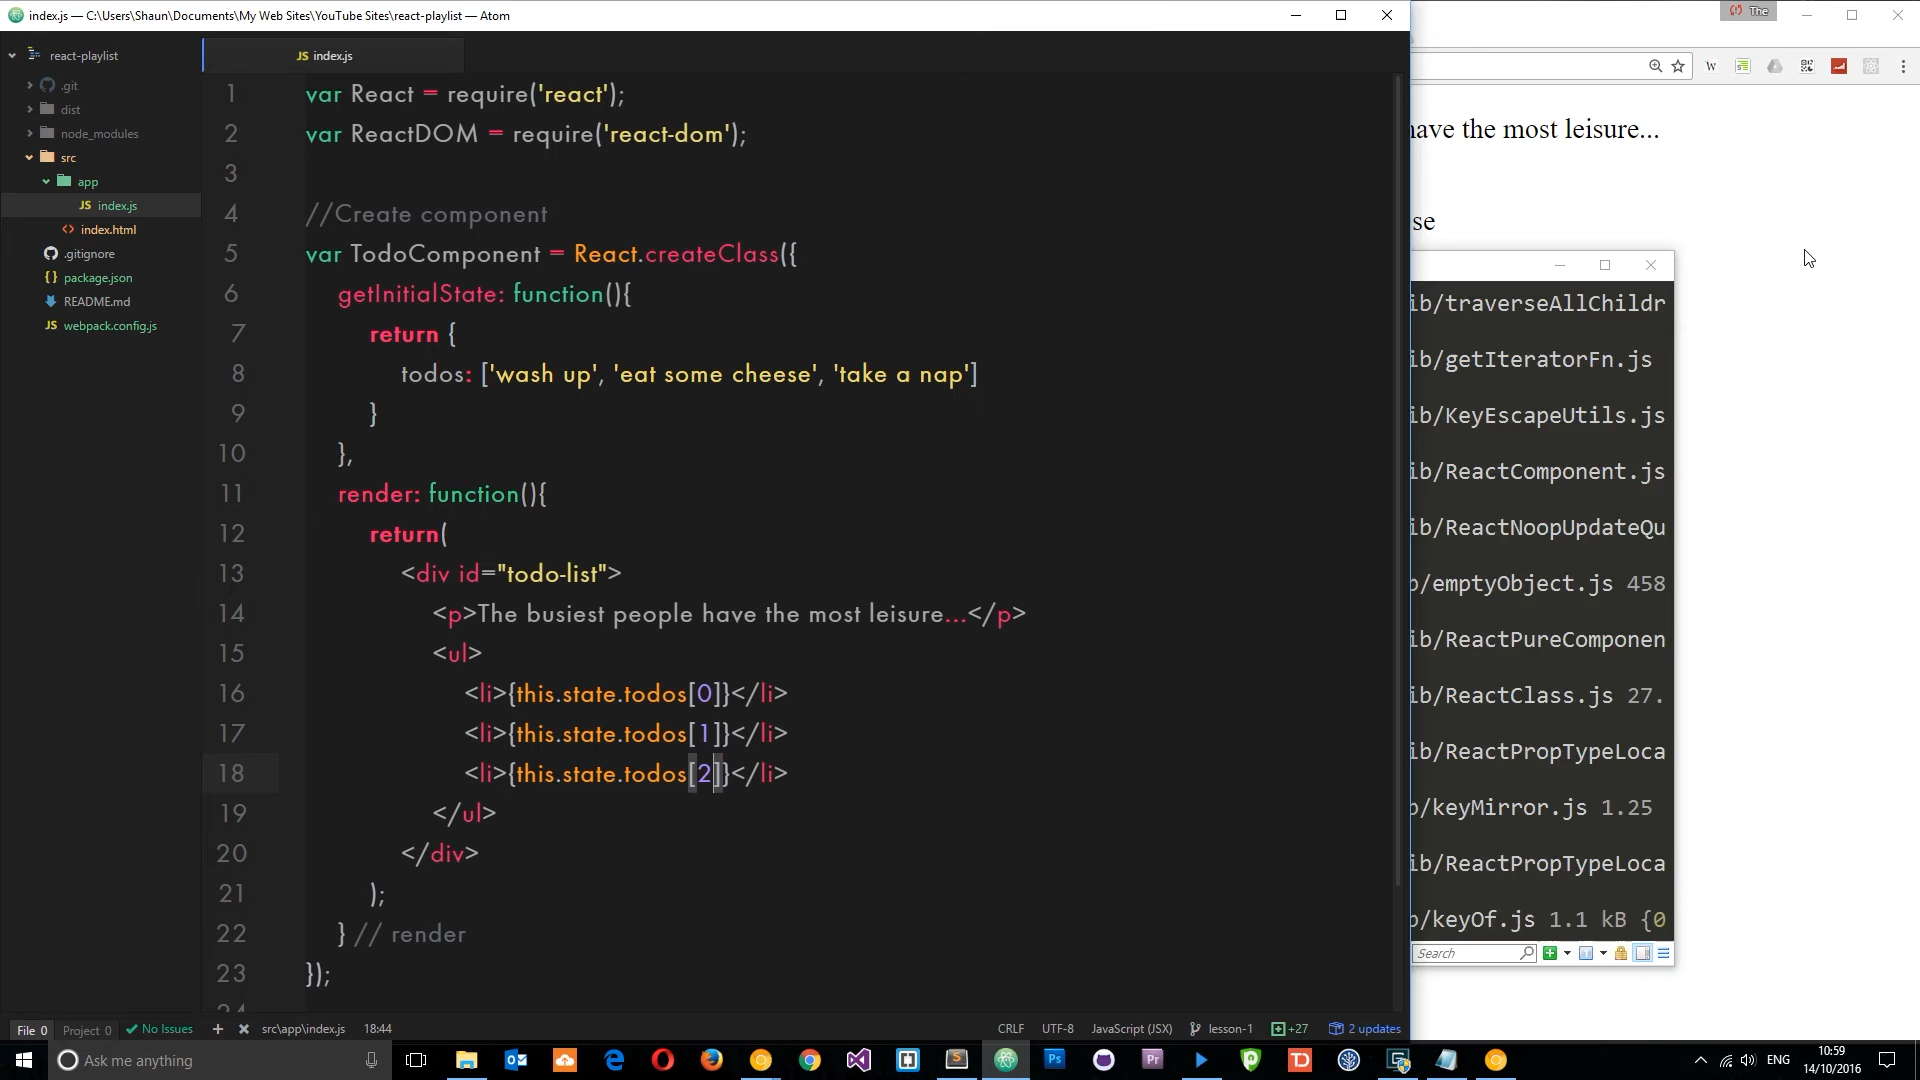 index.js — C:\Users\Shaun\Documents\My Web Sites\YouTube Sites\react-playlist — Atom
The
react-playlist
.git
dist
node_modules
src
app
JS index.js
<> index.html
.gitignore
{} package.json
README.md
JS webpack.config.js
JS index.js
1 var React = require('react');
2 var ReactDOM = require('react-dom');
3
4 //Create component
5 var TodoComponent = React.createClass({
6 getInitialState: function(){
7 return {
8 todos: ['wash up', 'eat some cheese', 'take a nap']
9 }
10 },
11 render: function(){
12 return(
13 <div id="todo-list">
14 <p>The busiest people have the most leisure...</p>
15 <ul>
16 <li>{this.state.todos[0]}</li>
17 <li>{this.state.todos[1]}</li>
18 <li>{this.state.todos[2]}</li>
19 </ul>
20 </div>
21 );
22 } // render
23 });
24
W
have the most leisure...
se
ib/traverseAllChildr
ib/getIteratorFn.js
ib/KeyEscapeUtils.js
ib/ReactComponent.js
ib/ReactNoopUpdateQu
b/emptyObject.js 458
ib/ReactPureComponen
ib/ReactClass.js 27.
ib/ReactPropTypeLoca
b/keyMirror.js 1.25
ib/ReactPropTypeLoca
b/keyOf.js 1.1 kB {0
Search
File 0 Project 0 No Issues src\app\index.js 18:44 CRLF UTF-8 JavaScript (JSX) lesson-1 +27 2 updates
Ask me anything
Ps
Pr
TD
ENG
10:59
14/10/2016